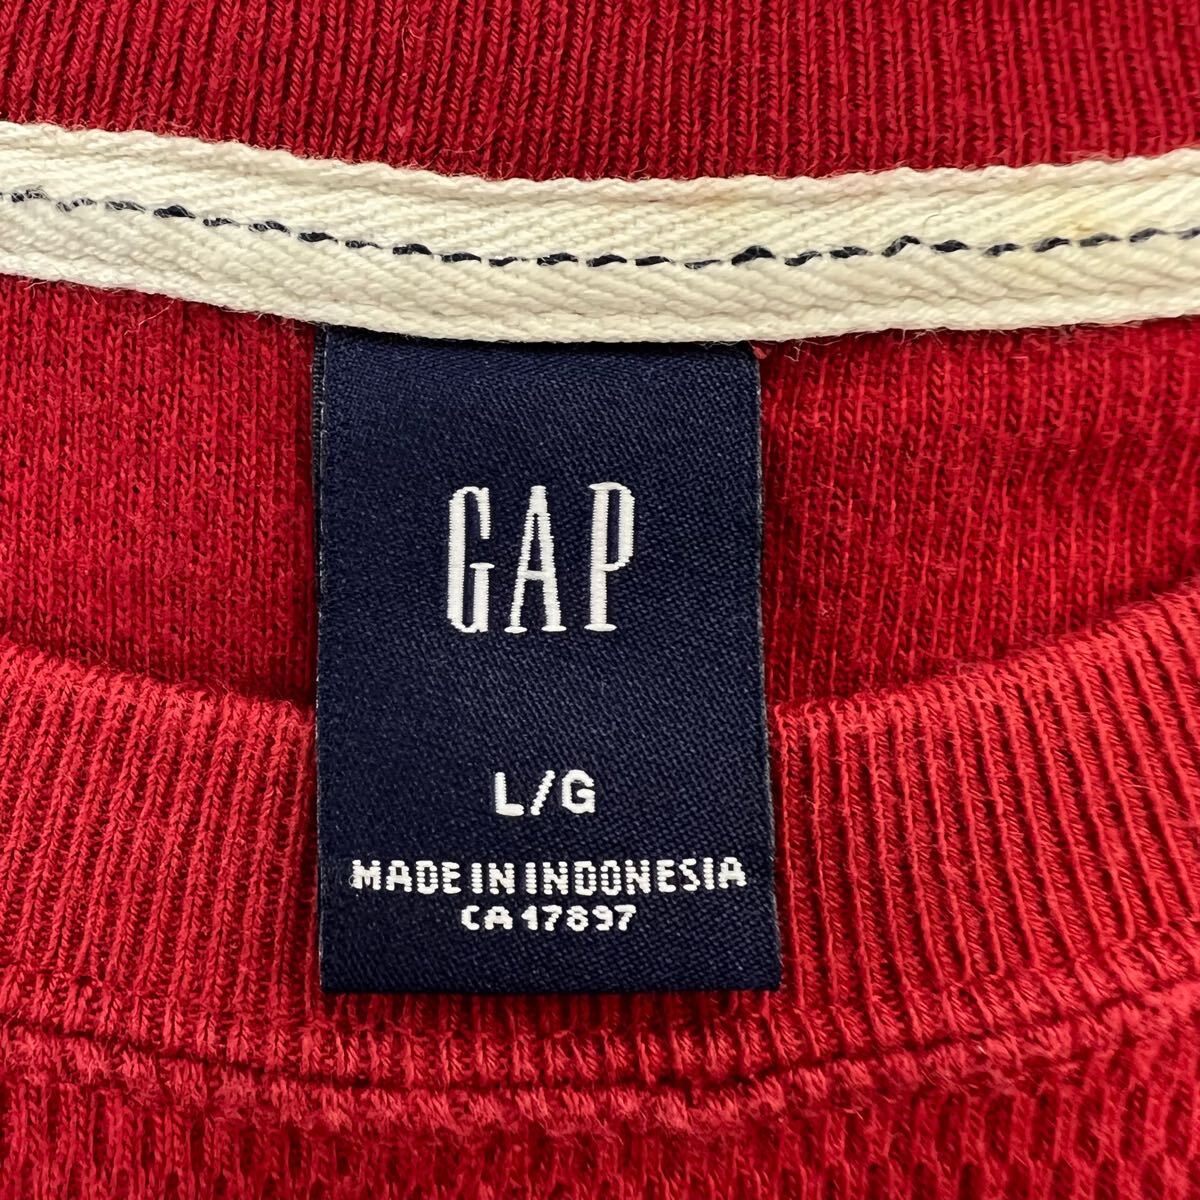 GAP
L/G
MADE IN INDONESIA
CA 17897